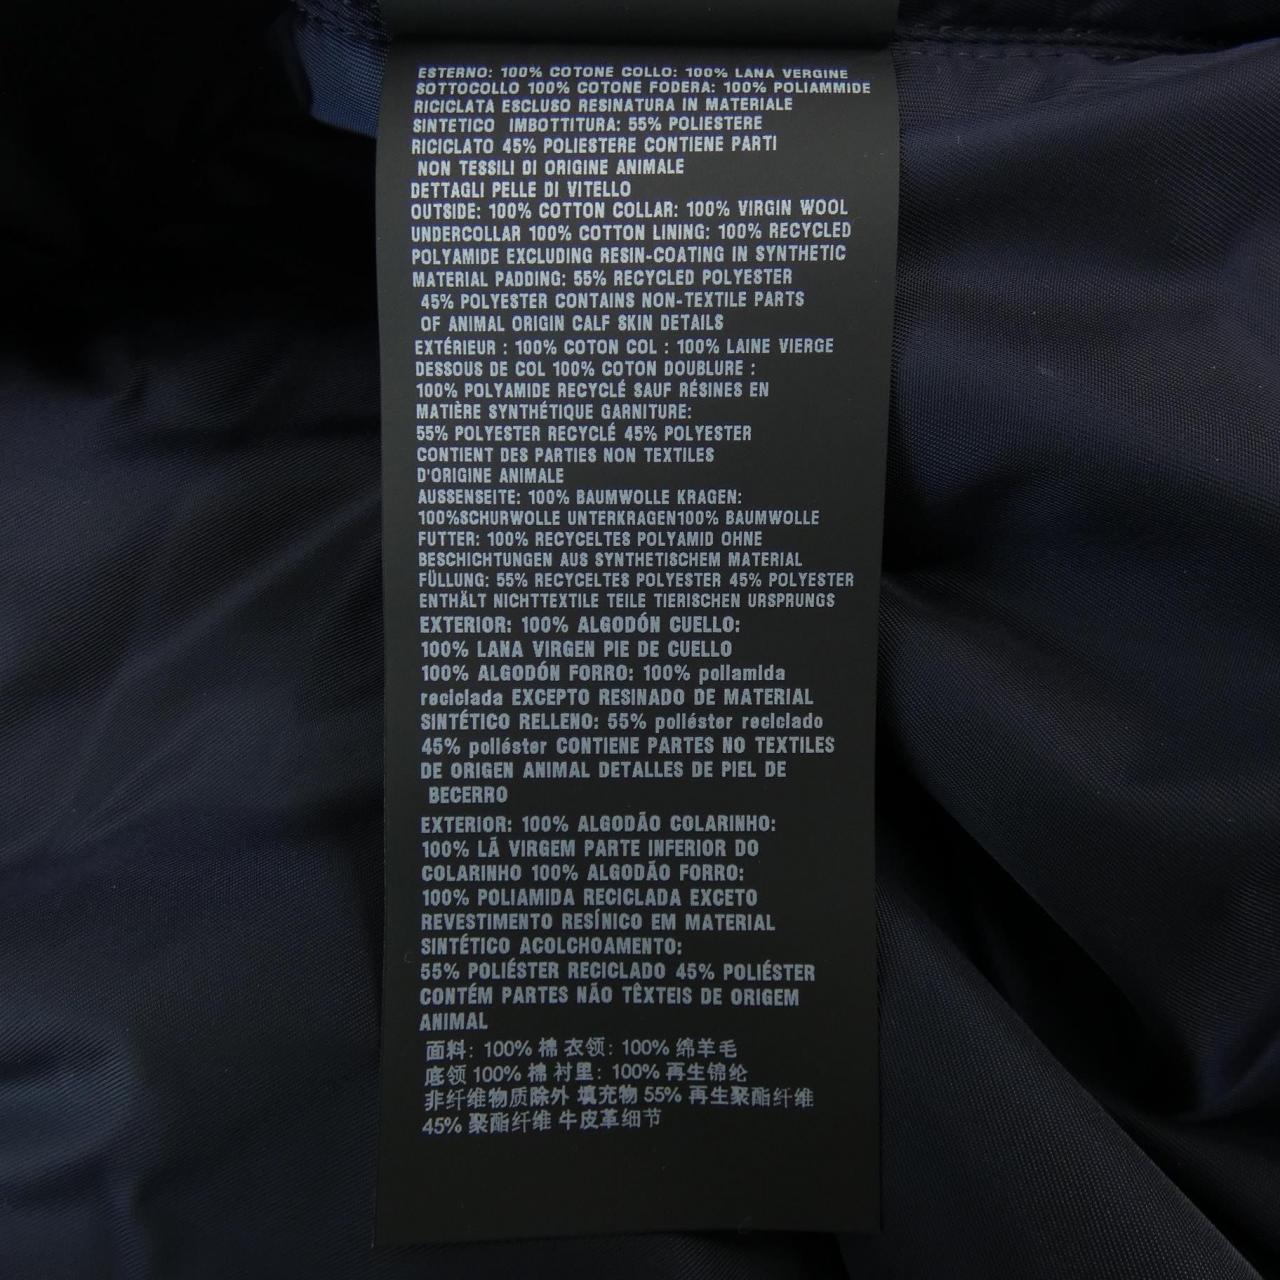 ESTERNO: 100% COTONE COLLO: 100% LANA VERGINE
SOTTOCOLLO 100% COTONE FODERA: 100% POLIAMMIDE
RICICLATA ESCLUSO RESINATURA IN MATERIALE
SINTETICO IMBOTTITURA: 55% POLIESTERE
RICICLATO 45% POLIESTERE CONTIENE PARTI
NON TESSILI DI ORIGINE ANIMALE
DETTAGLI PELLE DI VITELLO
OUTSIDE: 100% COTTON COLLAR: 100% VIRGIN WOOL
UNDERCOLLAR 100% COTTON LINING: 100% RECYCLED
POLYAMIDE EXCLUDING RESIN-COATING IN SYNTHETIC
MATERIAL PADDING: 55% RECYCLED POLYESTER
45% POLYESTER CONTAINS NON-TEXTILE PARTS
OF ANIMAL ORIGIN CALF SKIN DETAILS
EXTÉRIEUR : 100% COTON COL : 100% LAINE VIERGE
DESSOUS DE COL 100% COTON DOUBLURE :
100% POLYAMIDE RECYCLÉ SAUF RÉSINES EN
MATIÈRE SYNTHÉTIQUE GARNITURE:
55% POLYESTER RECYCLÉ 45% POLYESTER
CONTIENT DES PARTIES NON TEXTILES
D'ORIGINE ANIMALE
AUSSENSEITE: 100% BAUMWOLLE KRAGEN:
100%SCHURWOLLE UNTERKRAGEN100% BAUMWOLLE
FUTTER: 100% RECYCELTES POLYAMID OHNE
BESCHICHTUNGEN AUS SYNTHETISCHEM MATERIAL
FÜLLUNG: 55% RECYCELTES POLYESTER 45% POLYESTER
ENTHÄLT NICHTTEXTILE TEILE TIERISCHEN URSPRUNGS
EXTERIOR: 100% ALGODÓN CUELLO:
100% LANA VIRGEN PIE DE CUELLO
100% ALGODÓN FORRO: 100% poliamida
reciclada EXCEPTO RESINADO DE MATERIAL
SINTÉTICO RELLENO: 55% poliéster reciclado
45% poliéster CONTIENE PARTES NO TEXTILES
DE ORIGEN ANIMAL DETALLES DE PIEL DE
BECERRO
EXTERIOR: 100% ALGODÃO COLARINHO:
100% LÃ VIRGEM PARTE INFERIOR DO
COLARINHO 100% ALGODÃO FORRO:
100% POLIAMIDA RECICLADA EXCETO
REVESTIMENTO RESÍNICO EM MATERIAL
SINTÉTICO ACOLCHOAMENTO:
55% POLIÉSTER RECICLADO 45% POLIÉSTER
CONTÉM PARTES NÃO TÊXTEIS DE ORIGEM
ANIMAL
面料: 100% 棉 衣领: 100% 绵羊毛
底领 100% 棉 衬里: 100% 再生锦纶
非纤维物质除外 填充物 55% 再生聚酯纤维
45% 聚酯纤维 牛皮革细节